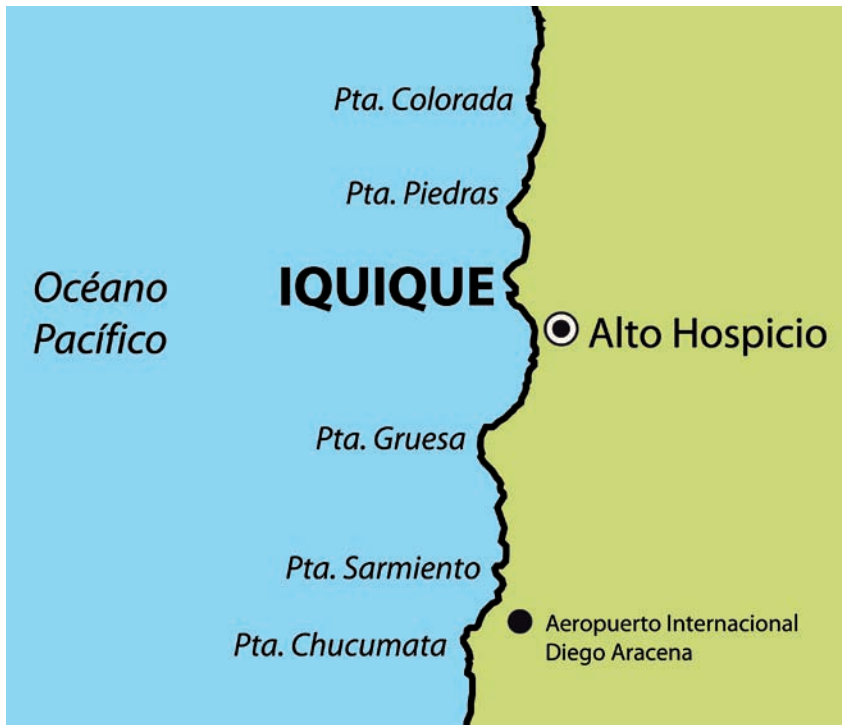 Pta. Colorada
Pta. Piedras
Océano
Pacífico
IQUIQUE
Alto Hospicio
Pta. Gruesa
Pta. Sarmiento
Aeropuerto Internacional
Diego Aracena
Pta. Chucumata